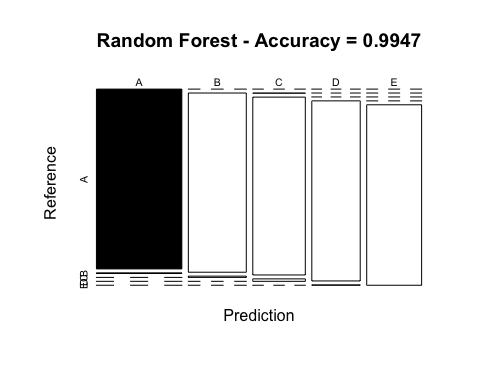 Random Forest - Accuracy = 0.9947
A B C D E
Reference
A
B
Prediction